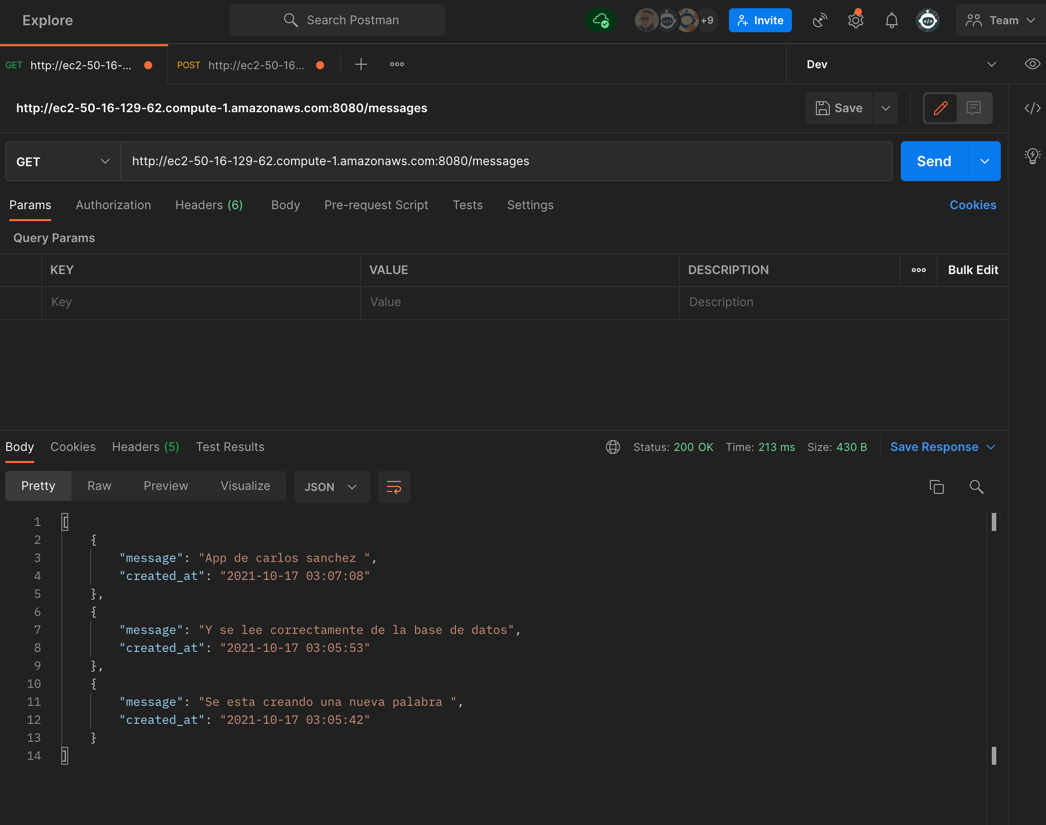 Explore
Search Postman
+9
Invite
Team
GET http://ec2-50-16-...
POST http://ec2-50-16...
Dev
http://ec2-50-16-129-62.compute-1.amazonaws.com:8080/messages
Save
GET
http://ec2-50-16-129-62.compute-1.amazonaws.com:8080/messages
Send
Params Authorization Headers (6) Body Pre-request Script Tests Settings Cookies
Query Params
KEY VALUE DESCRIPTION Bulk Edit
Key Value Description
Body Cookies Headers (5) Test Results Status: 200 OK Time: 213 ms Size: 430 B Save Response
Pretty Raw Preview Visualize JSON
1 [
2 {
3 "message": "App de carlos sanchez ",
4 "created_at": "2021-10-17 03:07:08"
5 },
6 {
7 "message": "Y se lee correctamente de la base de datos",
8 "created_at": "2021-10-17 03:05:53"
9 },
10 {
11 "message": "Se esta creando una nueva palabra ",
12 "created_at": "2021-10-17 03:05:42"
13 }
14 ]